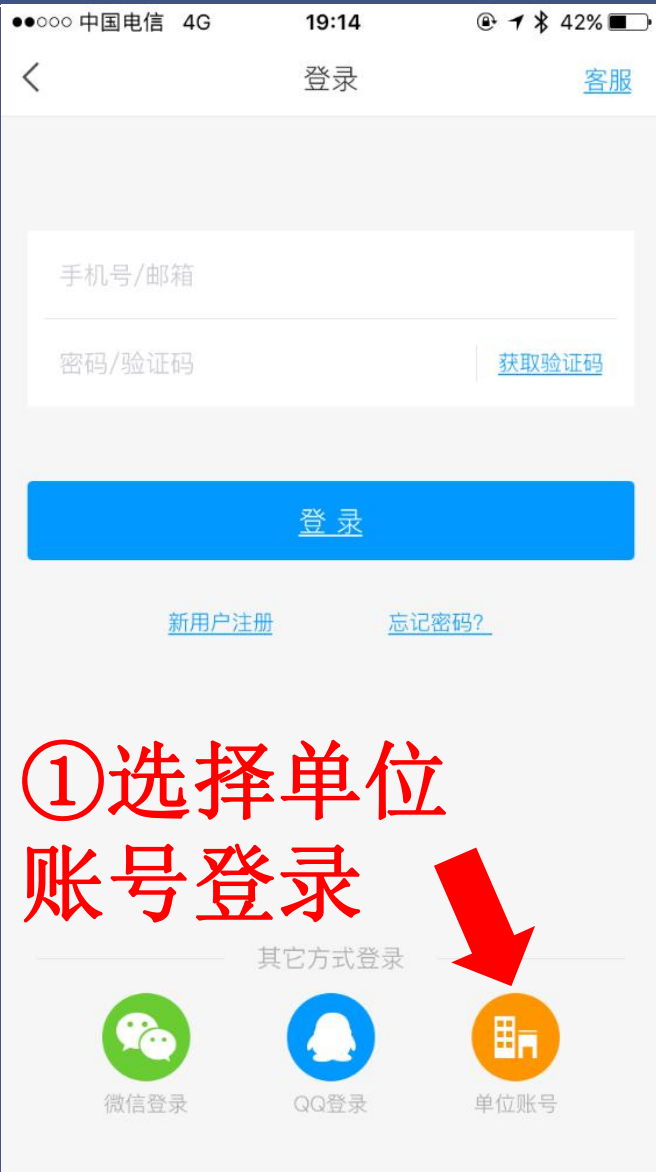 中国电信 4G 19:14 42%
登录 客服
手机号/邮箱
密码/验证码 获取验证码
登 录
新用户注册 忘记密码?
①选择单位
账号登录
其它方式登录
微信登录 QQ登录 单位账号